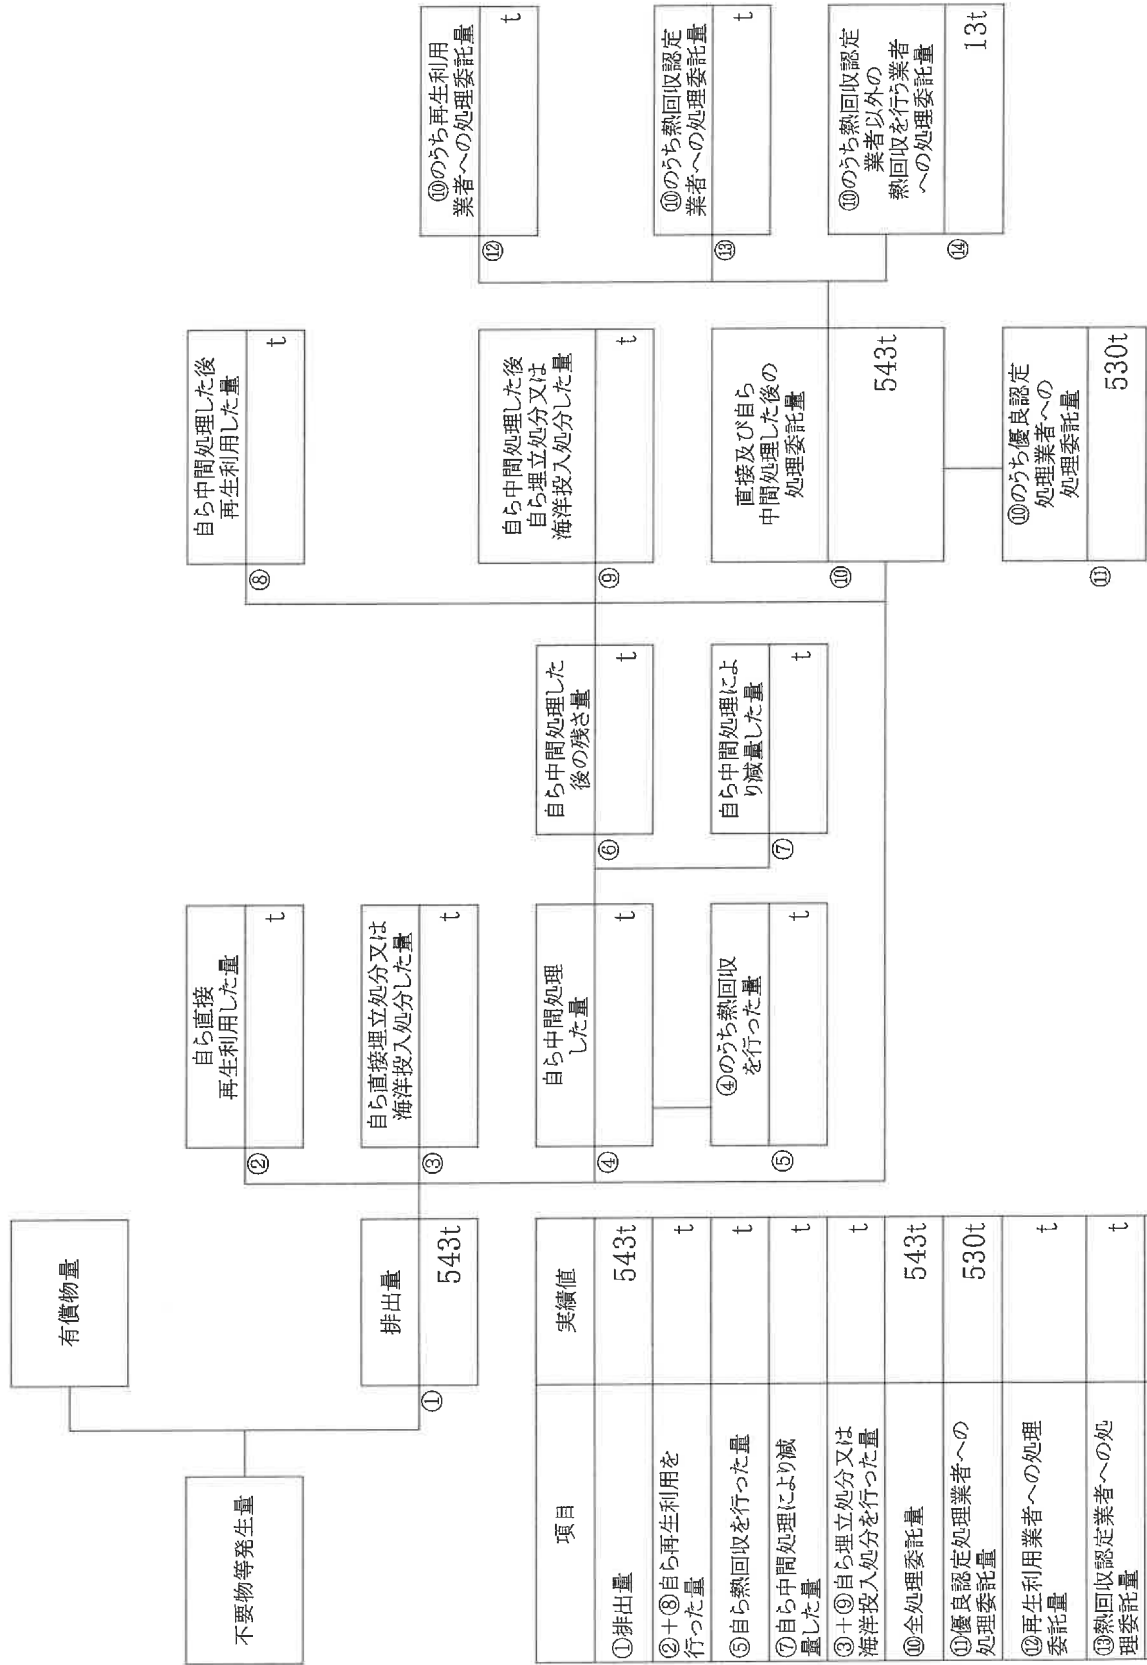 不要物等発生量
有償物量
①
排出量
543t
②
自ら直接
再生利用した量
t
③
自ら直接埋立処分又は
海洋投入処分した量
t
④
自ら中間処理
した量
t
⑤
④のうち熱回収
を行った量
t
⑥
自ら中間処理した
後の残さ量
t
⑦
自ら中間処理によ
り減量した量
t
⑧
自ら中間処理した後
再生利用した量
t
⑨
自ら中間処理した後
自ら埋立処分又は
海洋投入処分した量
t
⑩
直接及び自ら
中間処理した後の
処理委託量
543t
⑪
⑩のうち優良認定
処理業者への
処理委託量
530t
⑫
⑩のうち再生利用
業者への処理委託量
t
⑬
⑩のうち熱回収認定
業者への処理委託量
t
⑭
⑩のうち熱回収認定
業者以外の
熱回収を行う業者
への処理委託量
13t
項目 実績値
①排出量 543t
②+⑧自ら再生利用を
行った量 t
⑤自ら熱回収を行った量 t
⑦自ら中間処理により減
量した量 t
③+⑨自ら埋立処分又は
海洋投入処分を行った量 t
⑩全処理委託量 543t
⑪優良認定処理業者への
処理委託量 530t
⑫再生利用業者への処理
委託量 t
⑬熱回収認定業者への処
理委託量 t